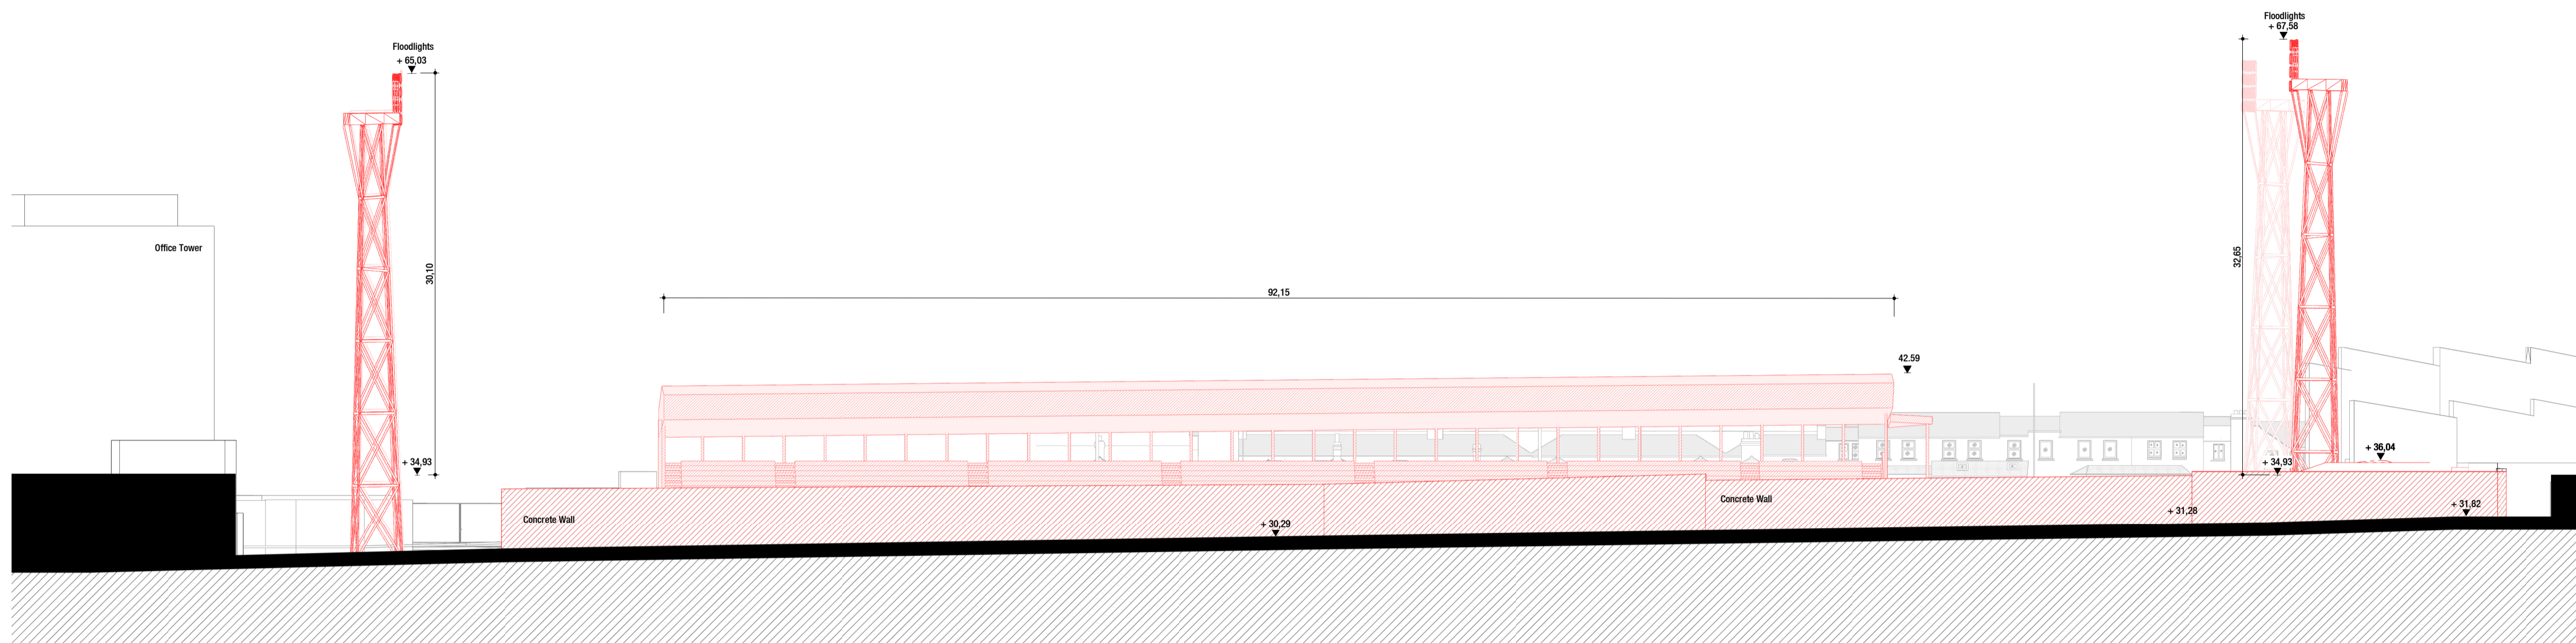 Floodlights
+ 67,58
Floodlights
+ 65,03
Office Tower
30,10
32,65
92,15
42.59
+ 36,04
+ 34,93
+ 34,93
Concrete Wall
Concrete Wall
+ 31,82
+ 31,28
+ 30,29